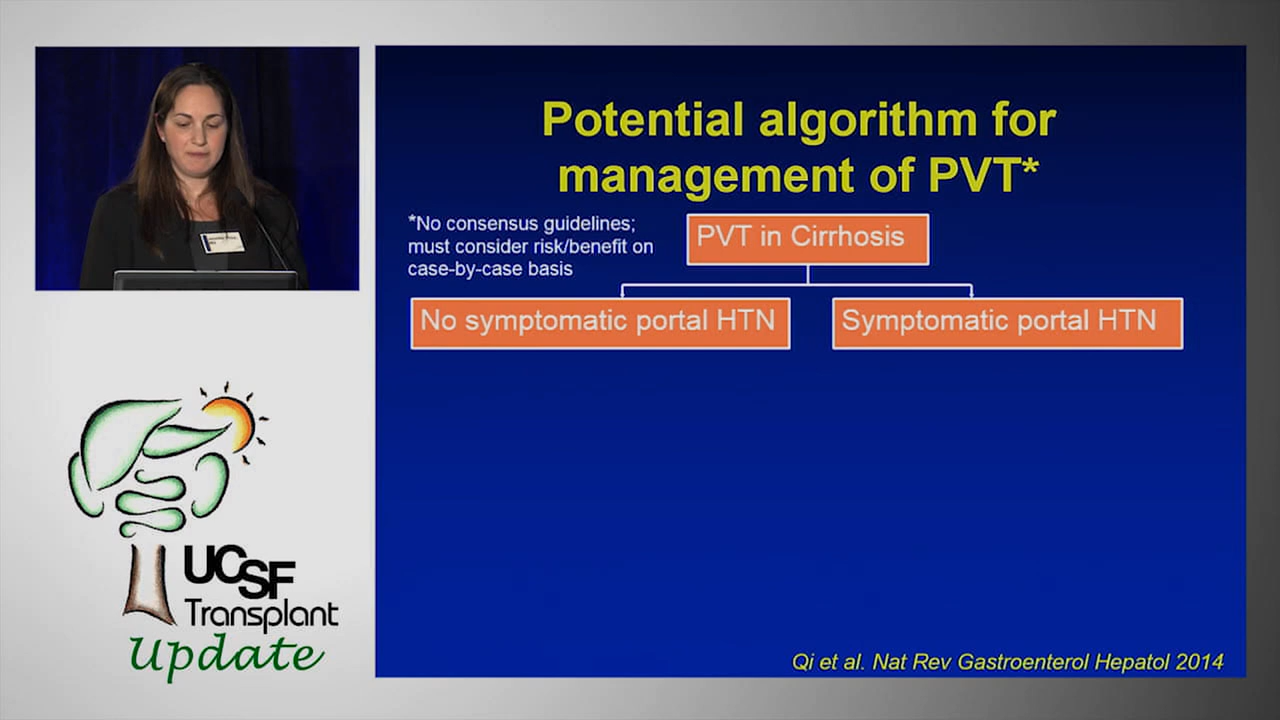 Potential algorithm for
management of PVT*
*No consensus guidelines;
must consider risk/benefit on
case-by-case basis
PVT in Cirrhosis
No symptomatic portal HTN
Symptomatic portal HTN
Qi et al. Nat Rev Gastroenterol Hepatol 2014
UCSF
Transplant
Update